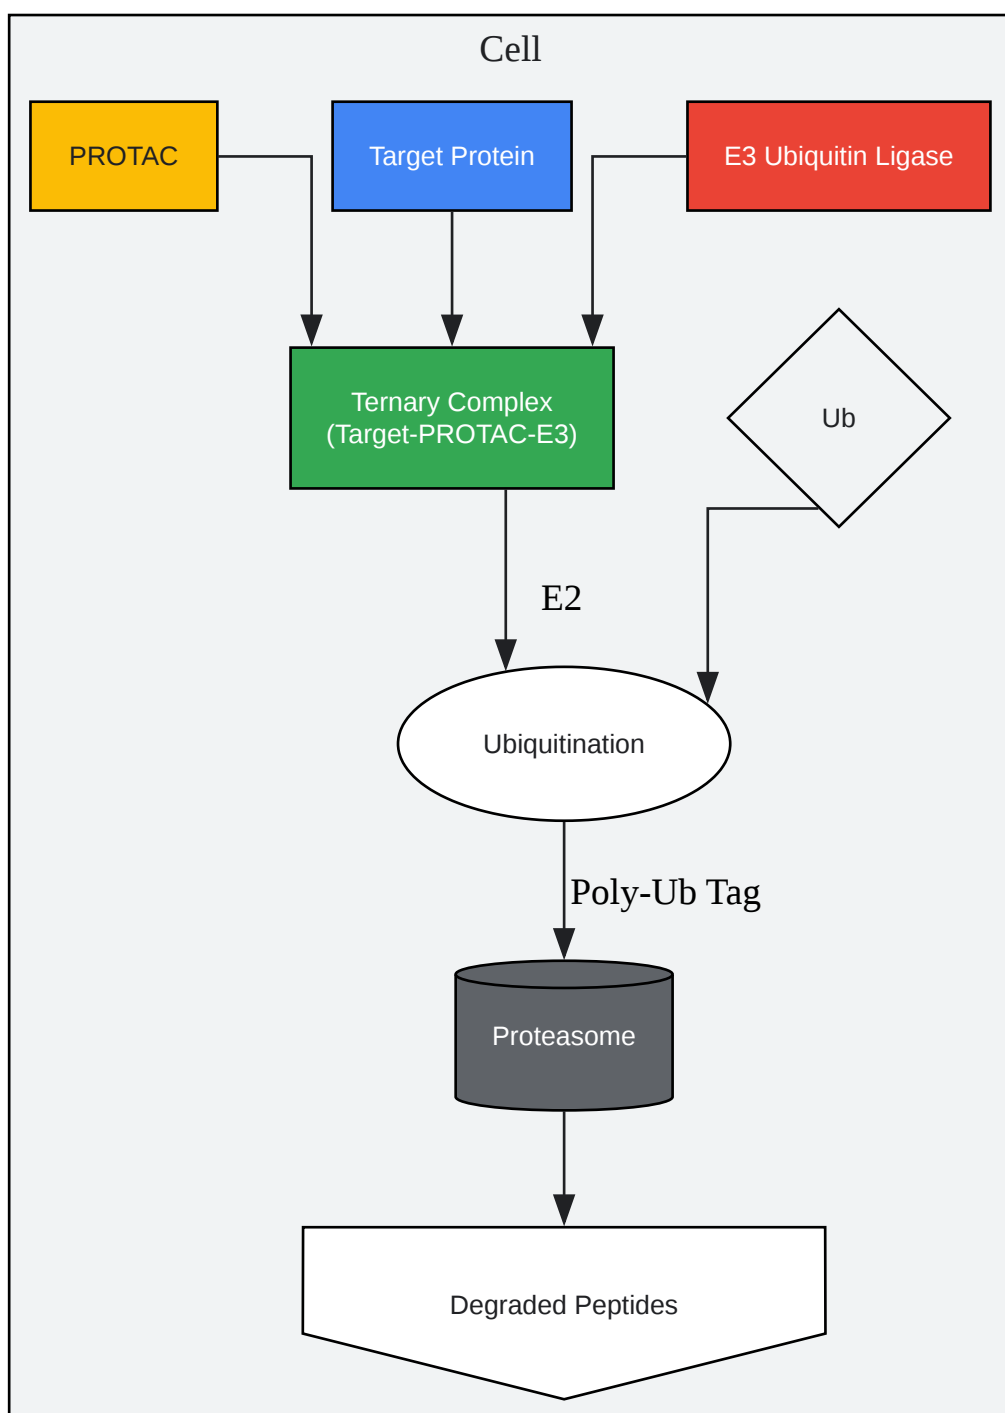 Cell
PROTAC
Target Protein
E3 Ubiquitin Ligase
Ternary Complex
(Target-PROTAC-E3)
Ub
E2
Ubiquitination
Poly-Ub Tag
Proteasome
Degraded Peptides